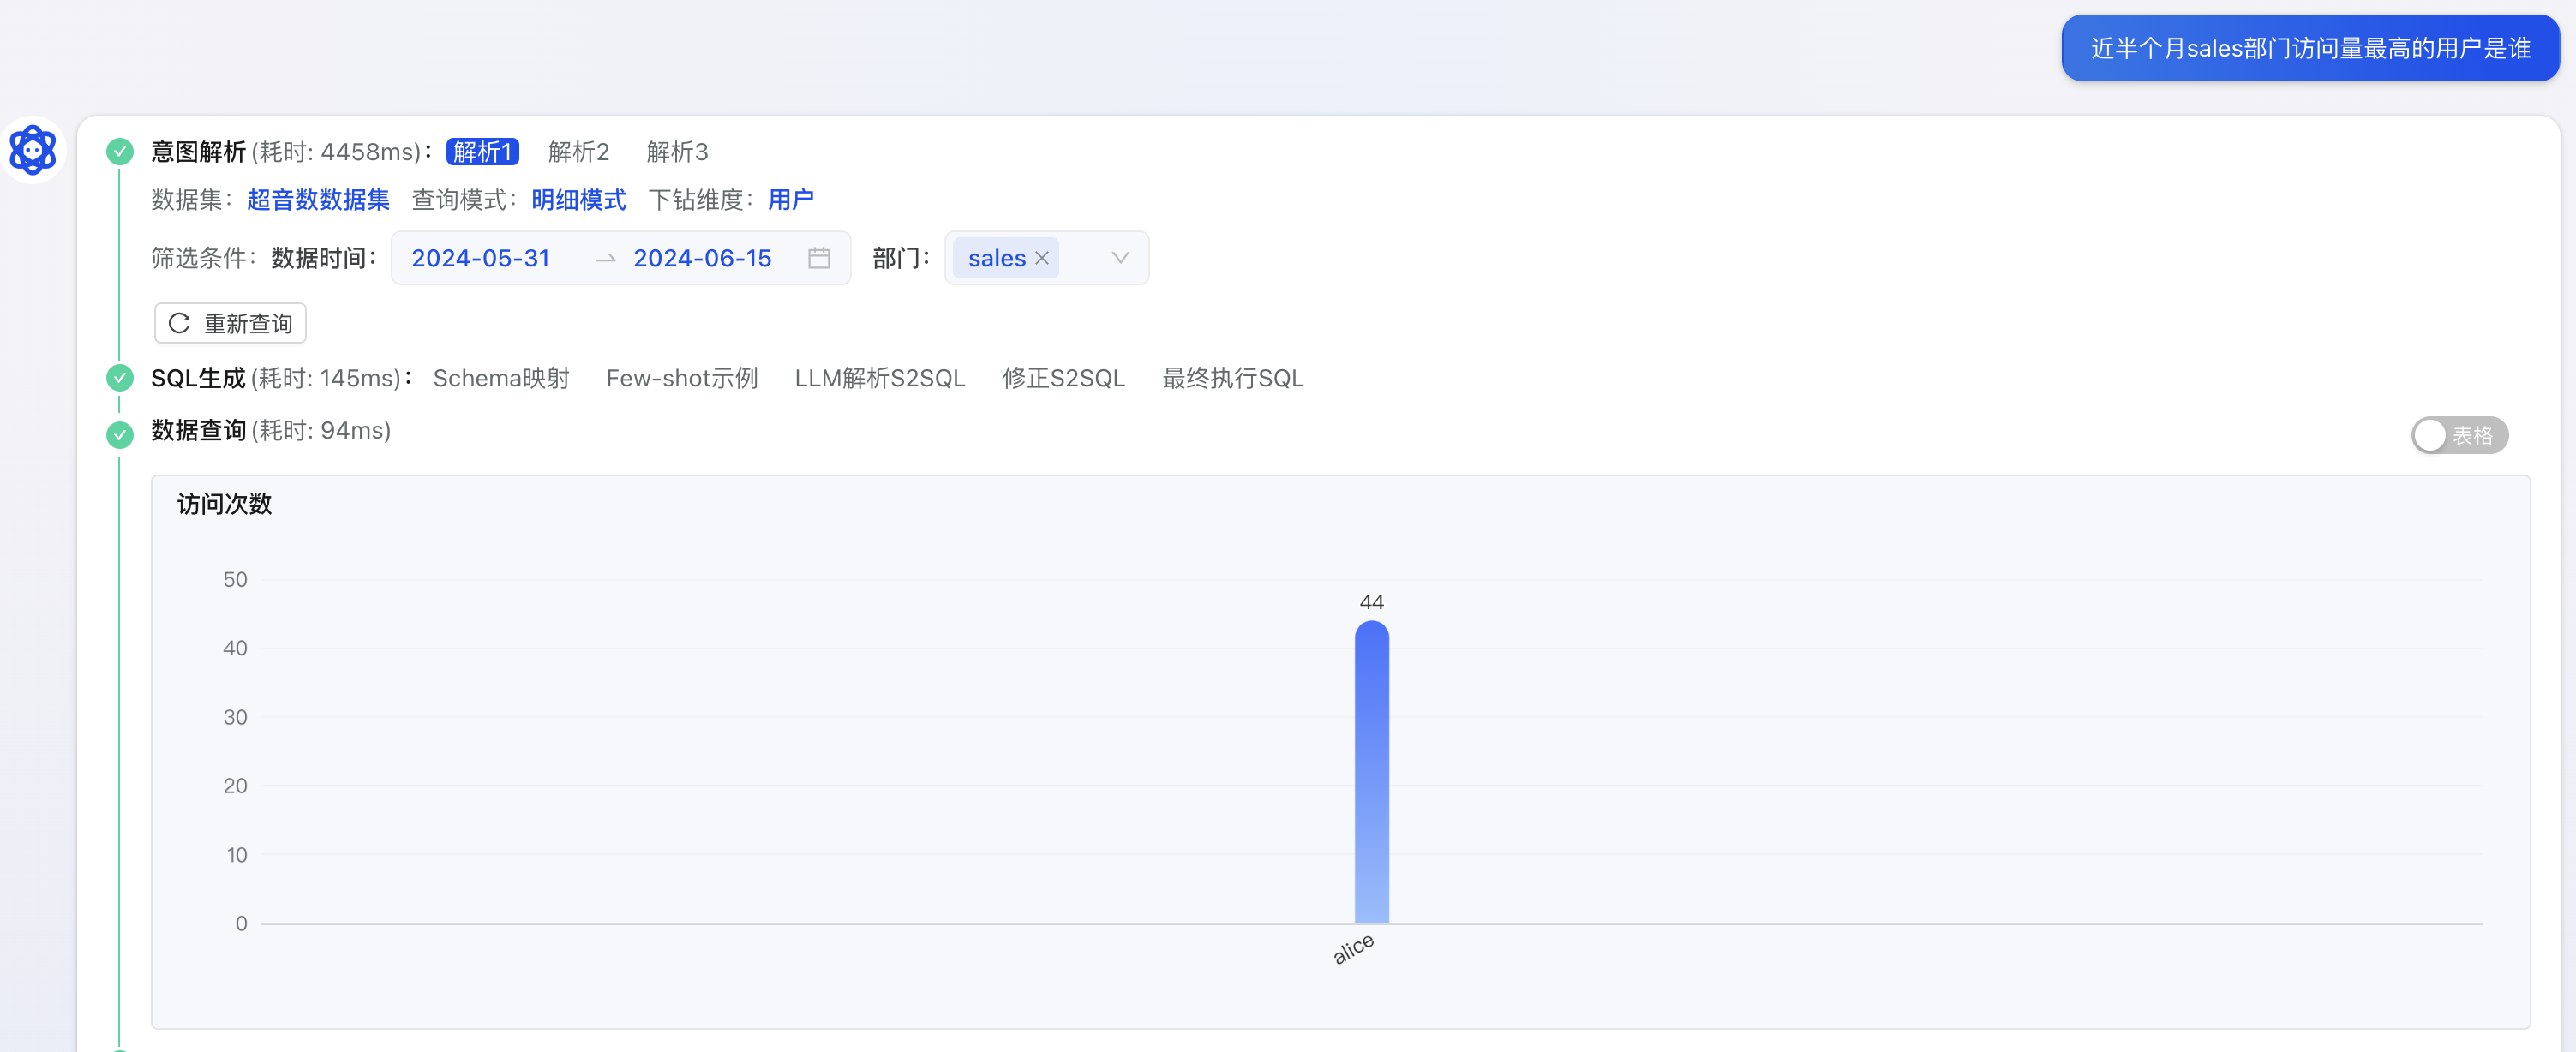 近半个月sales部门访问量最高的用户是谁
意图解析(耗时: 4458ms)： 解析1 解析2 解析3
数据集： 超音数数据集 查询模式： 明细模式 下钻维度： 用户
筛选条件： 数据时间： 2024-05-31 → 2024-06-15 部门： sales
重新查询
SQL生成(耗时: 145ms)： Schema映射 Few-shot示例 LLM解析S2SQL 修正S2SQL 最终执行SQL
数据查询(耗时: 94ms) 表格
访问次数
50
44
40
30
20
10
0
alice